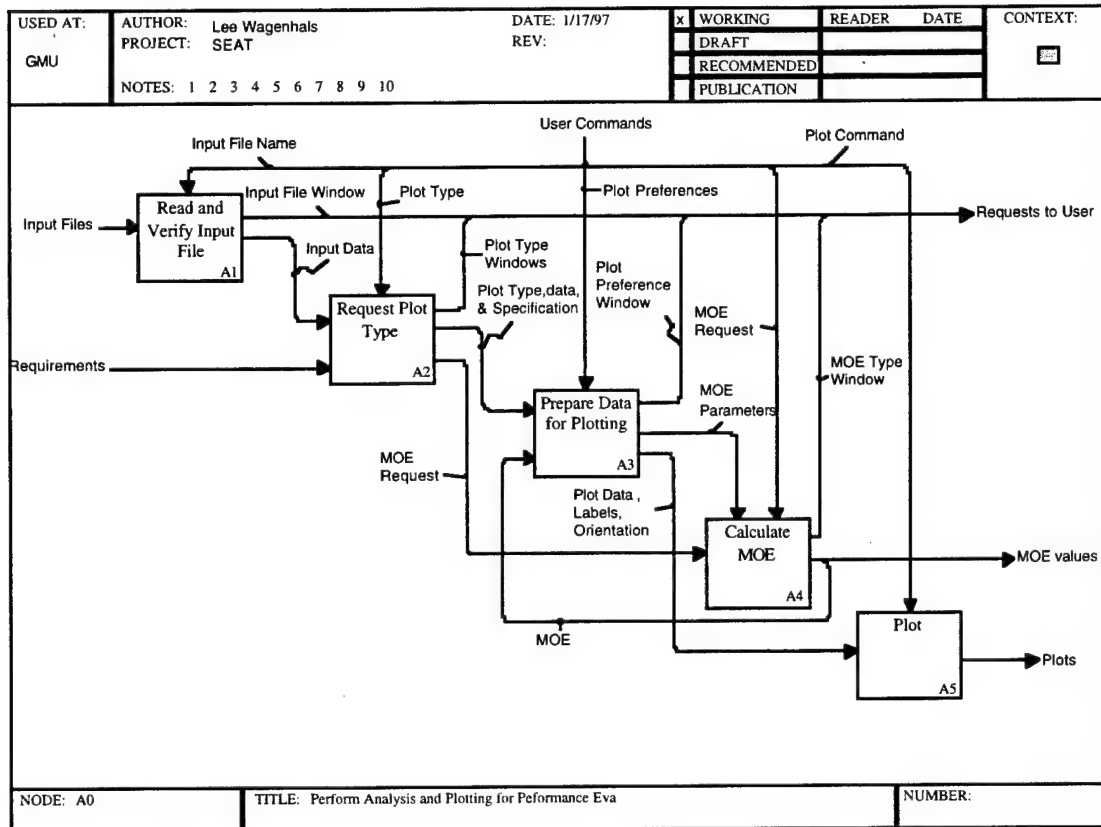 USED AT:
GMU
AUTHOR: Lee Wagenhals
DATE: 1/17/97
PROJECT: SEAT
REV:
NOTES: 1 2 3 4 5 6 7 8 9 10
x WORKING
DRAFT
RECOMMENDED
PUBLICATION
READER DATE
CONTEXT:
User Commands
Input File Name
Plot Command
Input File Window
Plot Type
Plot Preferences
Input Files
Read and
Verify Input
File
A1
Requests to User
Input Data
Plot Type
Windows
Plot Type,data,
& Specification
Plot
Preference
Window
MOE
Request
Request Plot
Type
A2
Requirements
MOE Type
Window
Prepare Data
for Plotting
A3
MOE
Parameters
MOE
Request
Plot Data ,
Labels,
Orientation
Calculate
MOE
A4
MOE values
MOE
Plot
A5
Plots
NODE: A0
TITLE: Perform Analysis and Plotting for Peformance Eva
NUMBER: